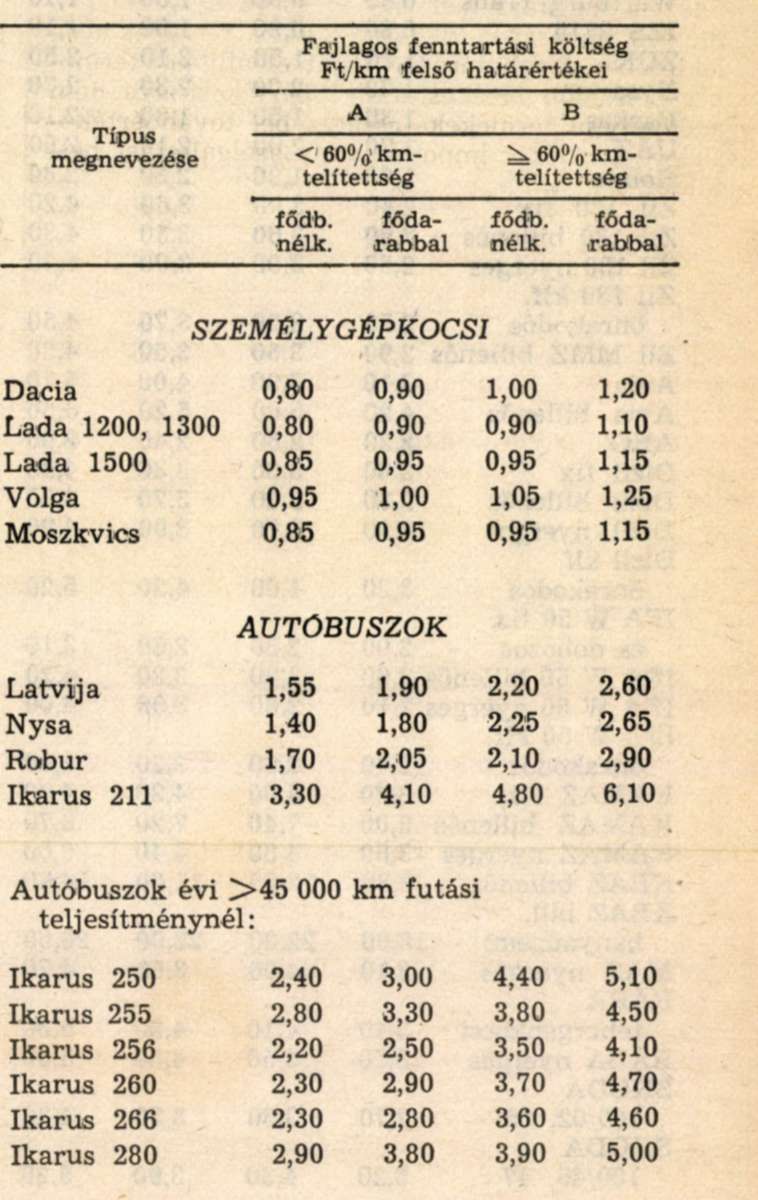 Fajlagos fenntartási költség
Ft/km felső határértékei
Típus
megnevezése
A B
< 60% km-
telítettség
≧ 60% km-
telítettség
fődb.
nélk.
főda-
rabbal
fődb.
nélk.
főda-
rabbal
SZEMÉLYGÉPKOCSI
Dacia 0,80 0,90 1,00 1,20
Lada 1200, 1300 0,80 0,90 0,90 1,10
Lada 1500 0,85 0,95 0,95 1,15
Volga 0,95 1,00 1,05 1,25
Moszkvics 0,85 0,95 0,95 1,15
AUTÓBUSZOK
Latvija 1,55 1,90 2,20 2,60
Nysa 1,40 1,80 2,25 2,65
Robur 1,70 2,05 2,10 2,90
Ikarus 211 3,30 4,10 4,80 6,10
Autóbuszok évi >45 000 km futási
teljesítménynél:
Ikarus 250 2,40 3,00 4,40 5,10
Ikarus 255 2,80 3,30 3,80 4,50
Ikarus 256 2,20 2,50 3,50 4,10
Ikarus 260 2,30 2,90 3,70 4,70
Ikarus 266 2,30 2,80 3,60 4,60
Ikarus 280 2,90 3,80 3,90 5,00